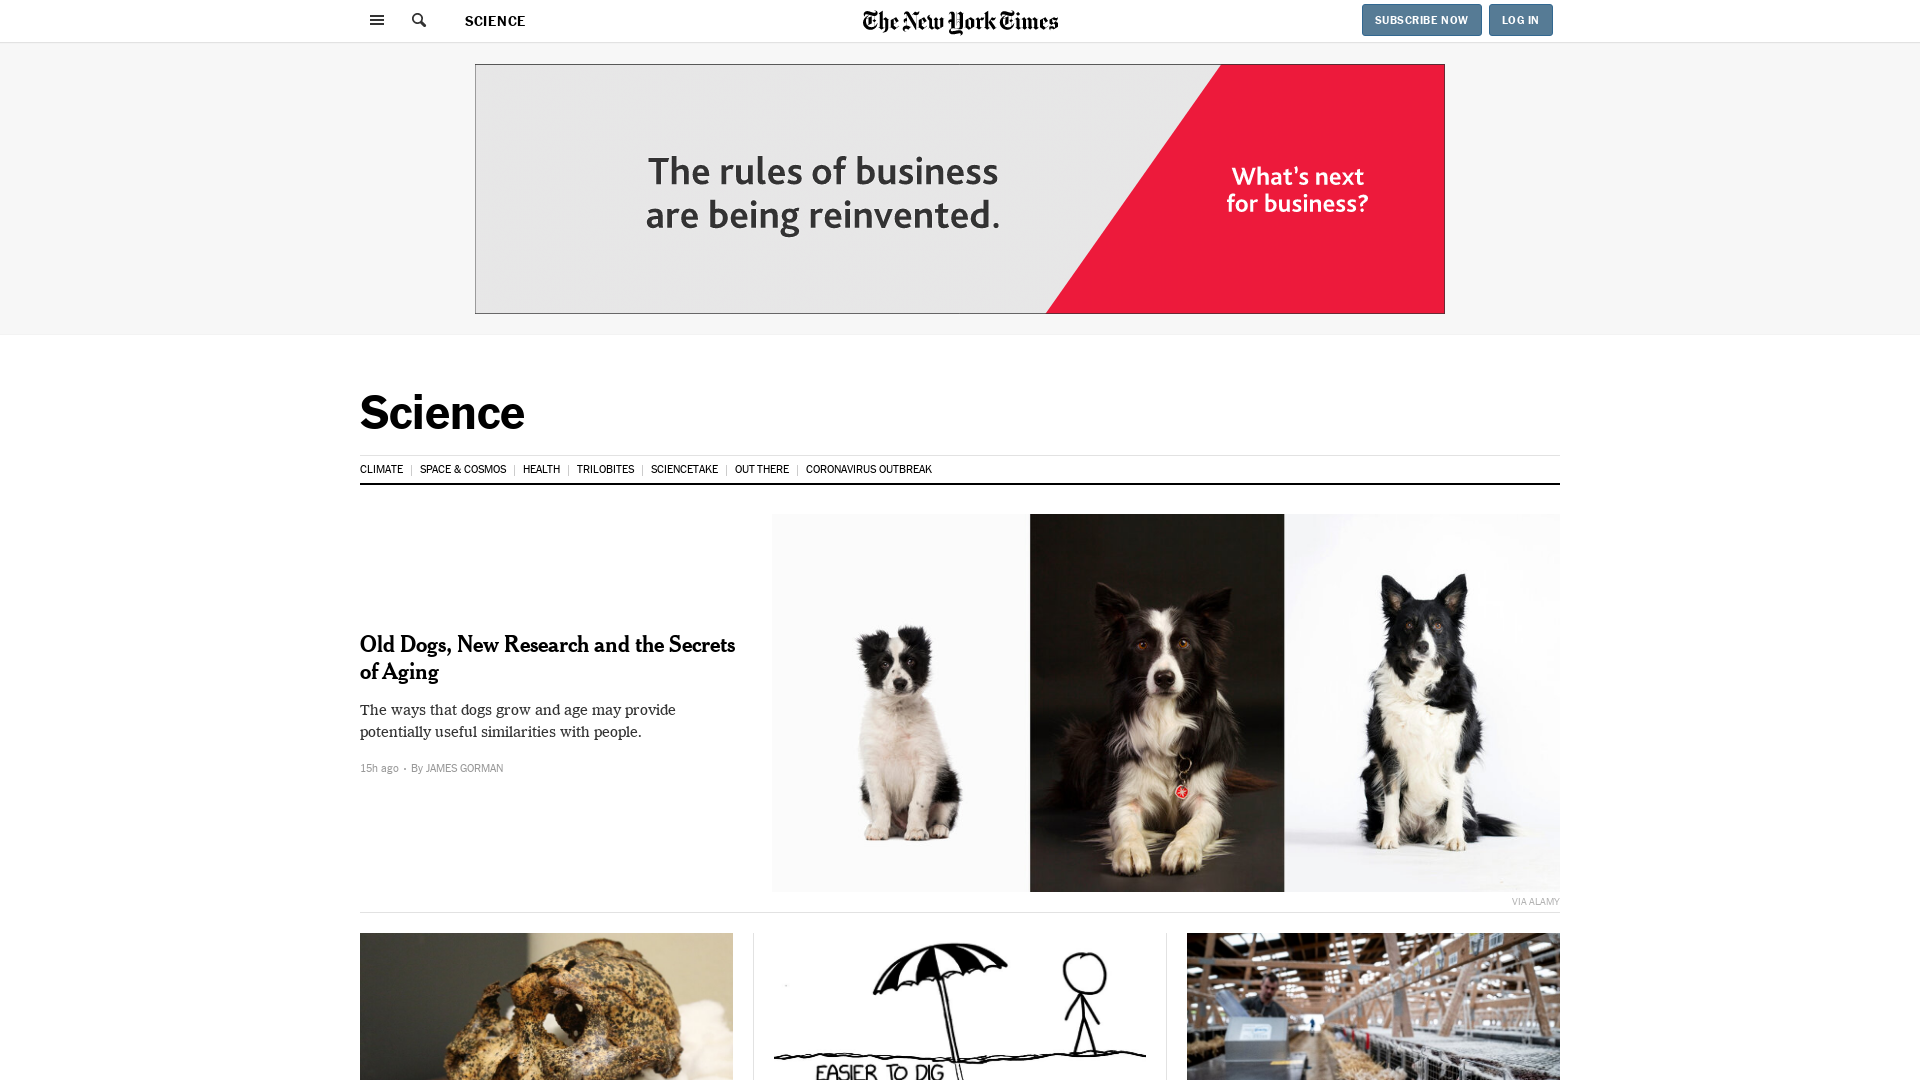 SCIENCE
The New York Times
SUBSCRIBE NOW
LOG IN
The rules of business
are being reinvented.
What's next
for business?
Science
CLIMATE
SPACE & COSMOS
HEALTH
TRILOBITES
SCIENCETAKE
OUT THERE
CORONAVIRUS OUTBREAK
Old Dogs, New Research and the Secrets
of Aging
The ways that dogs grow and age may provide
potentially useful similarities with people.
15h ago · By JAMES GORMAN
VIA ALAMY
EASIER TO DIG